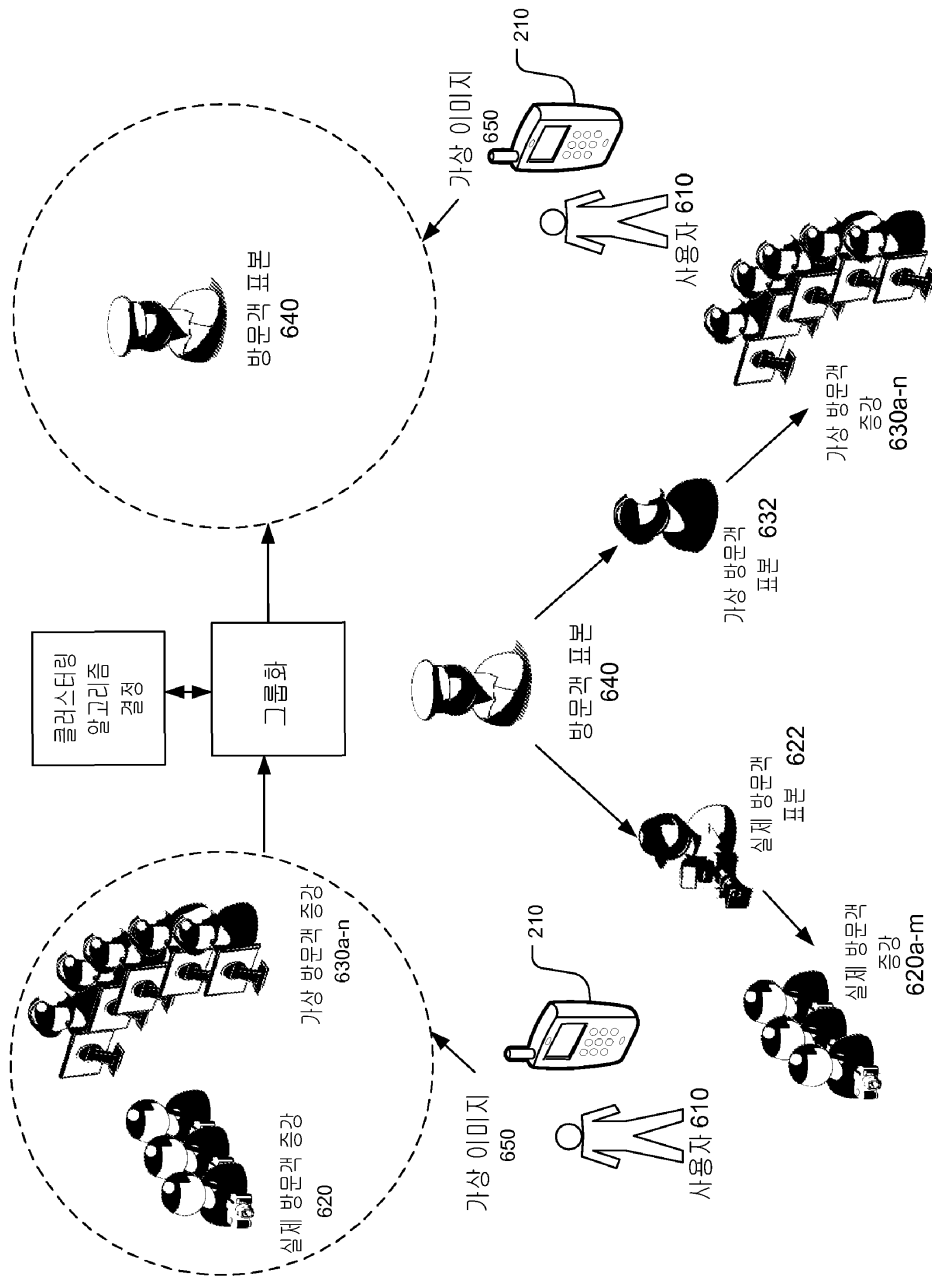 실제 방문객 증강
620
가상 방문객 증강
630a-n
가상 이미지
650
사용자 610
210
클러스터링
알고리즘
결정
그룹화
방문객 표본
640
가상 이미지
650
사용자 610
210
방문객 표본
640
실제 방문객
표본 622
가상 방문객
표본 632
실제 방문객
증강
620a-m
가상 방문객
증강
630a-n